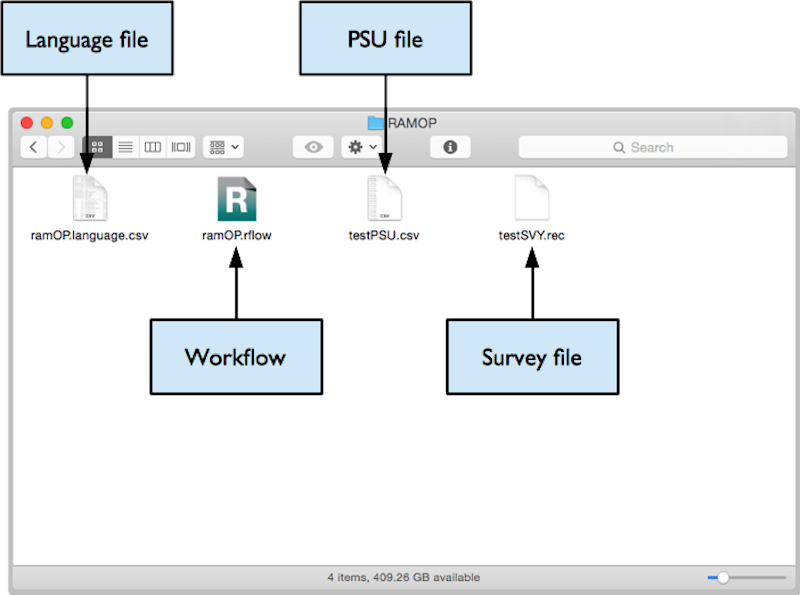 Language file
PSU file
RAMOP
Search
CSV
R
CSV
ramOP.language.csv
ramOP.rflow
testPSU.csv
testSVY.rec
Workflow
Survey file
4 items, 409.26 GB available